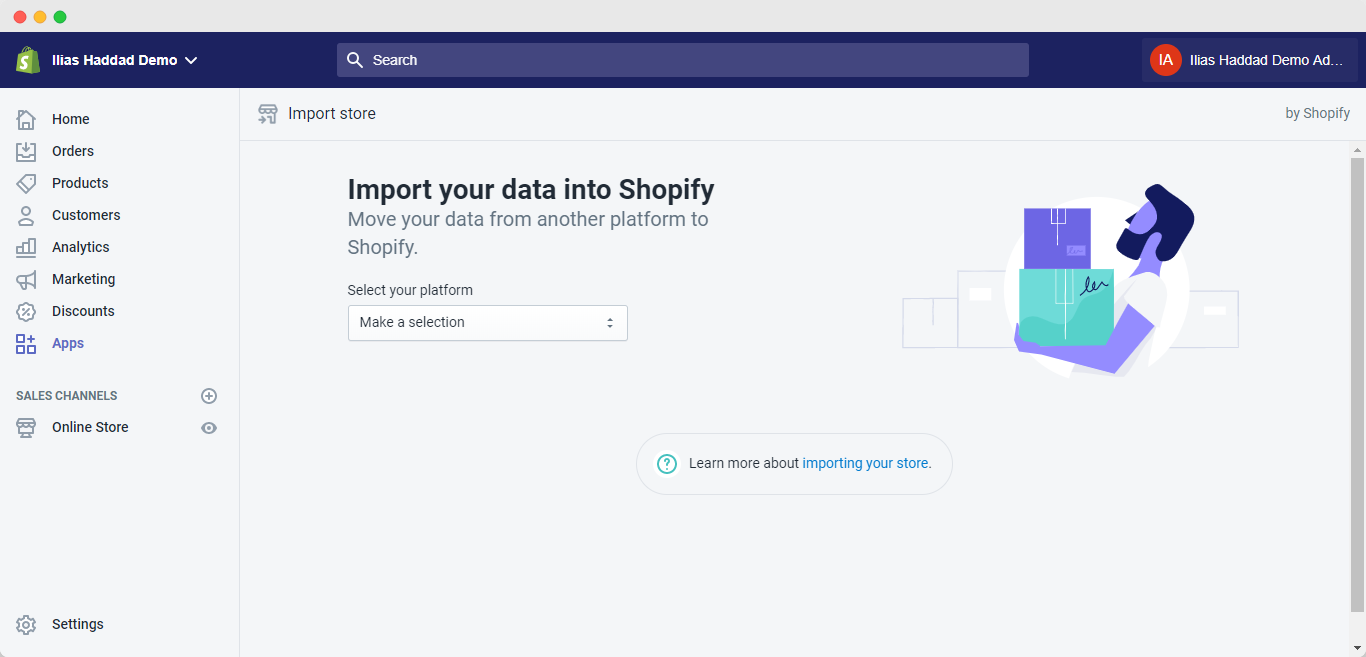 Ilias Haddad Demo
Search
IA
Ilias Haddad Demo Ad...
Home
Orders
Products
Customers
Analytics
Marketing
Discounts
Apps
SALES CHANNELS
Online Store
Settings
Import store
by Shopify
Import your data into Shopify
Move your data from another platform to
Shopify.
Select your platform
Make a selection
Learn more about importing your store.